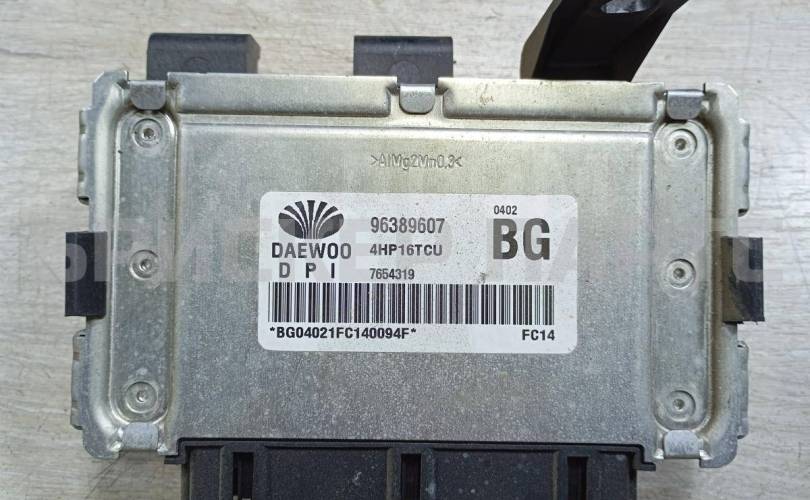 >AlMg2Mn0.3<
96389607
0402
DAEWOO
4HP16TCU
BG
D P I
7654319
*BG04021FC140094F*
FC14